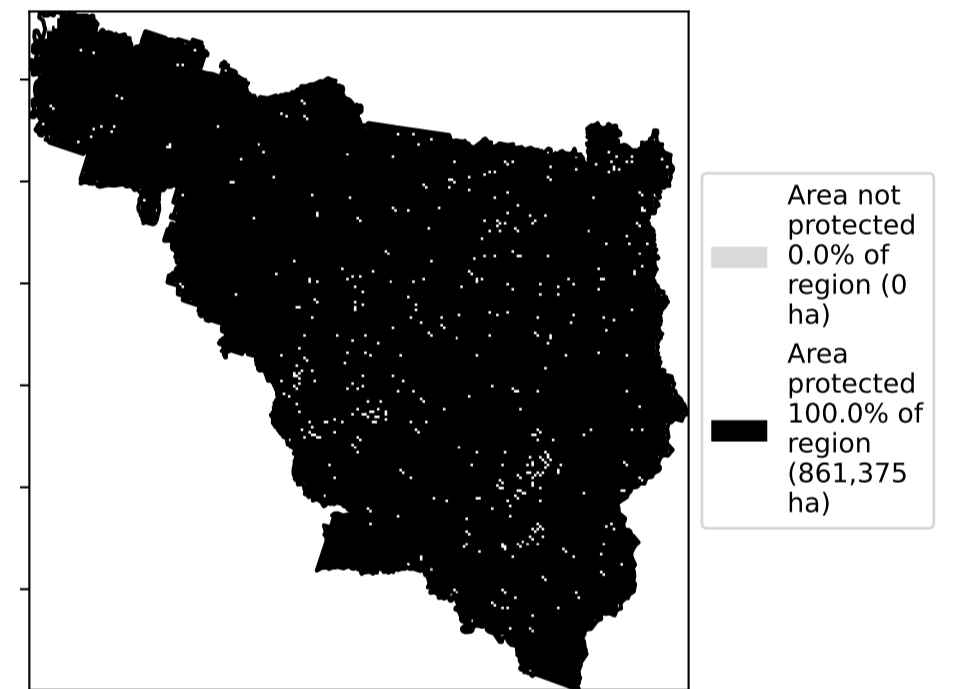 Area not
protected
0.0% of
region (0
ha)
Area
protected
100.0% of
region
(861,375
ha)